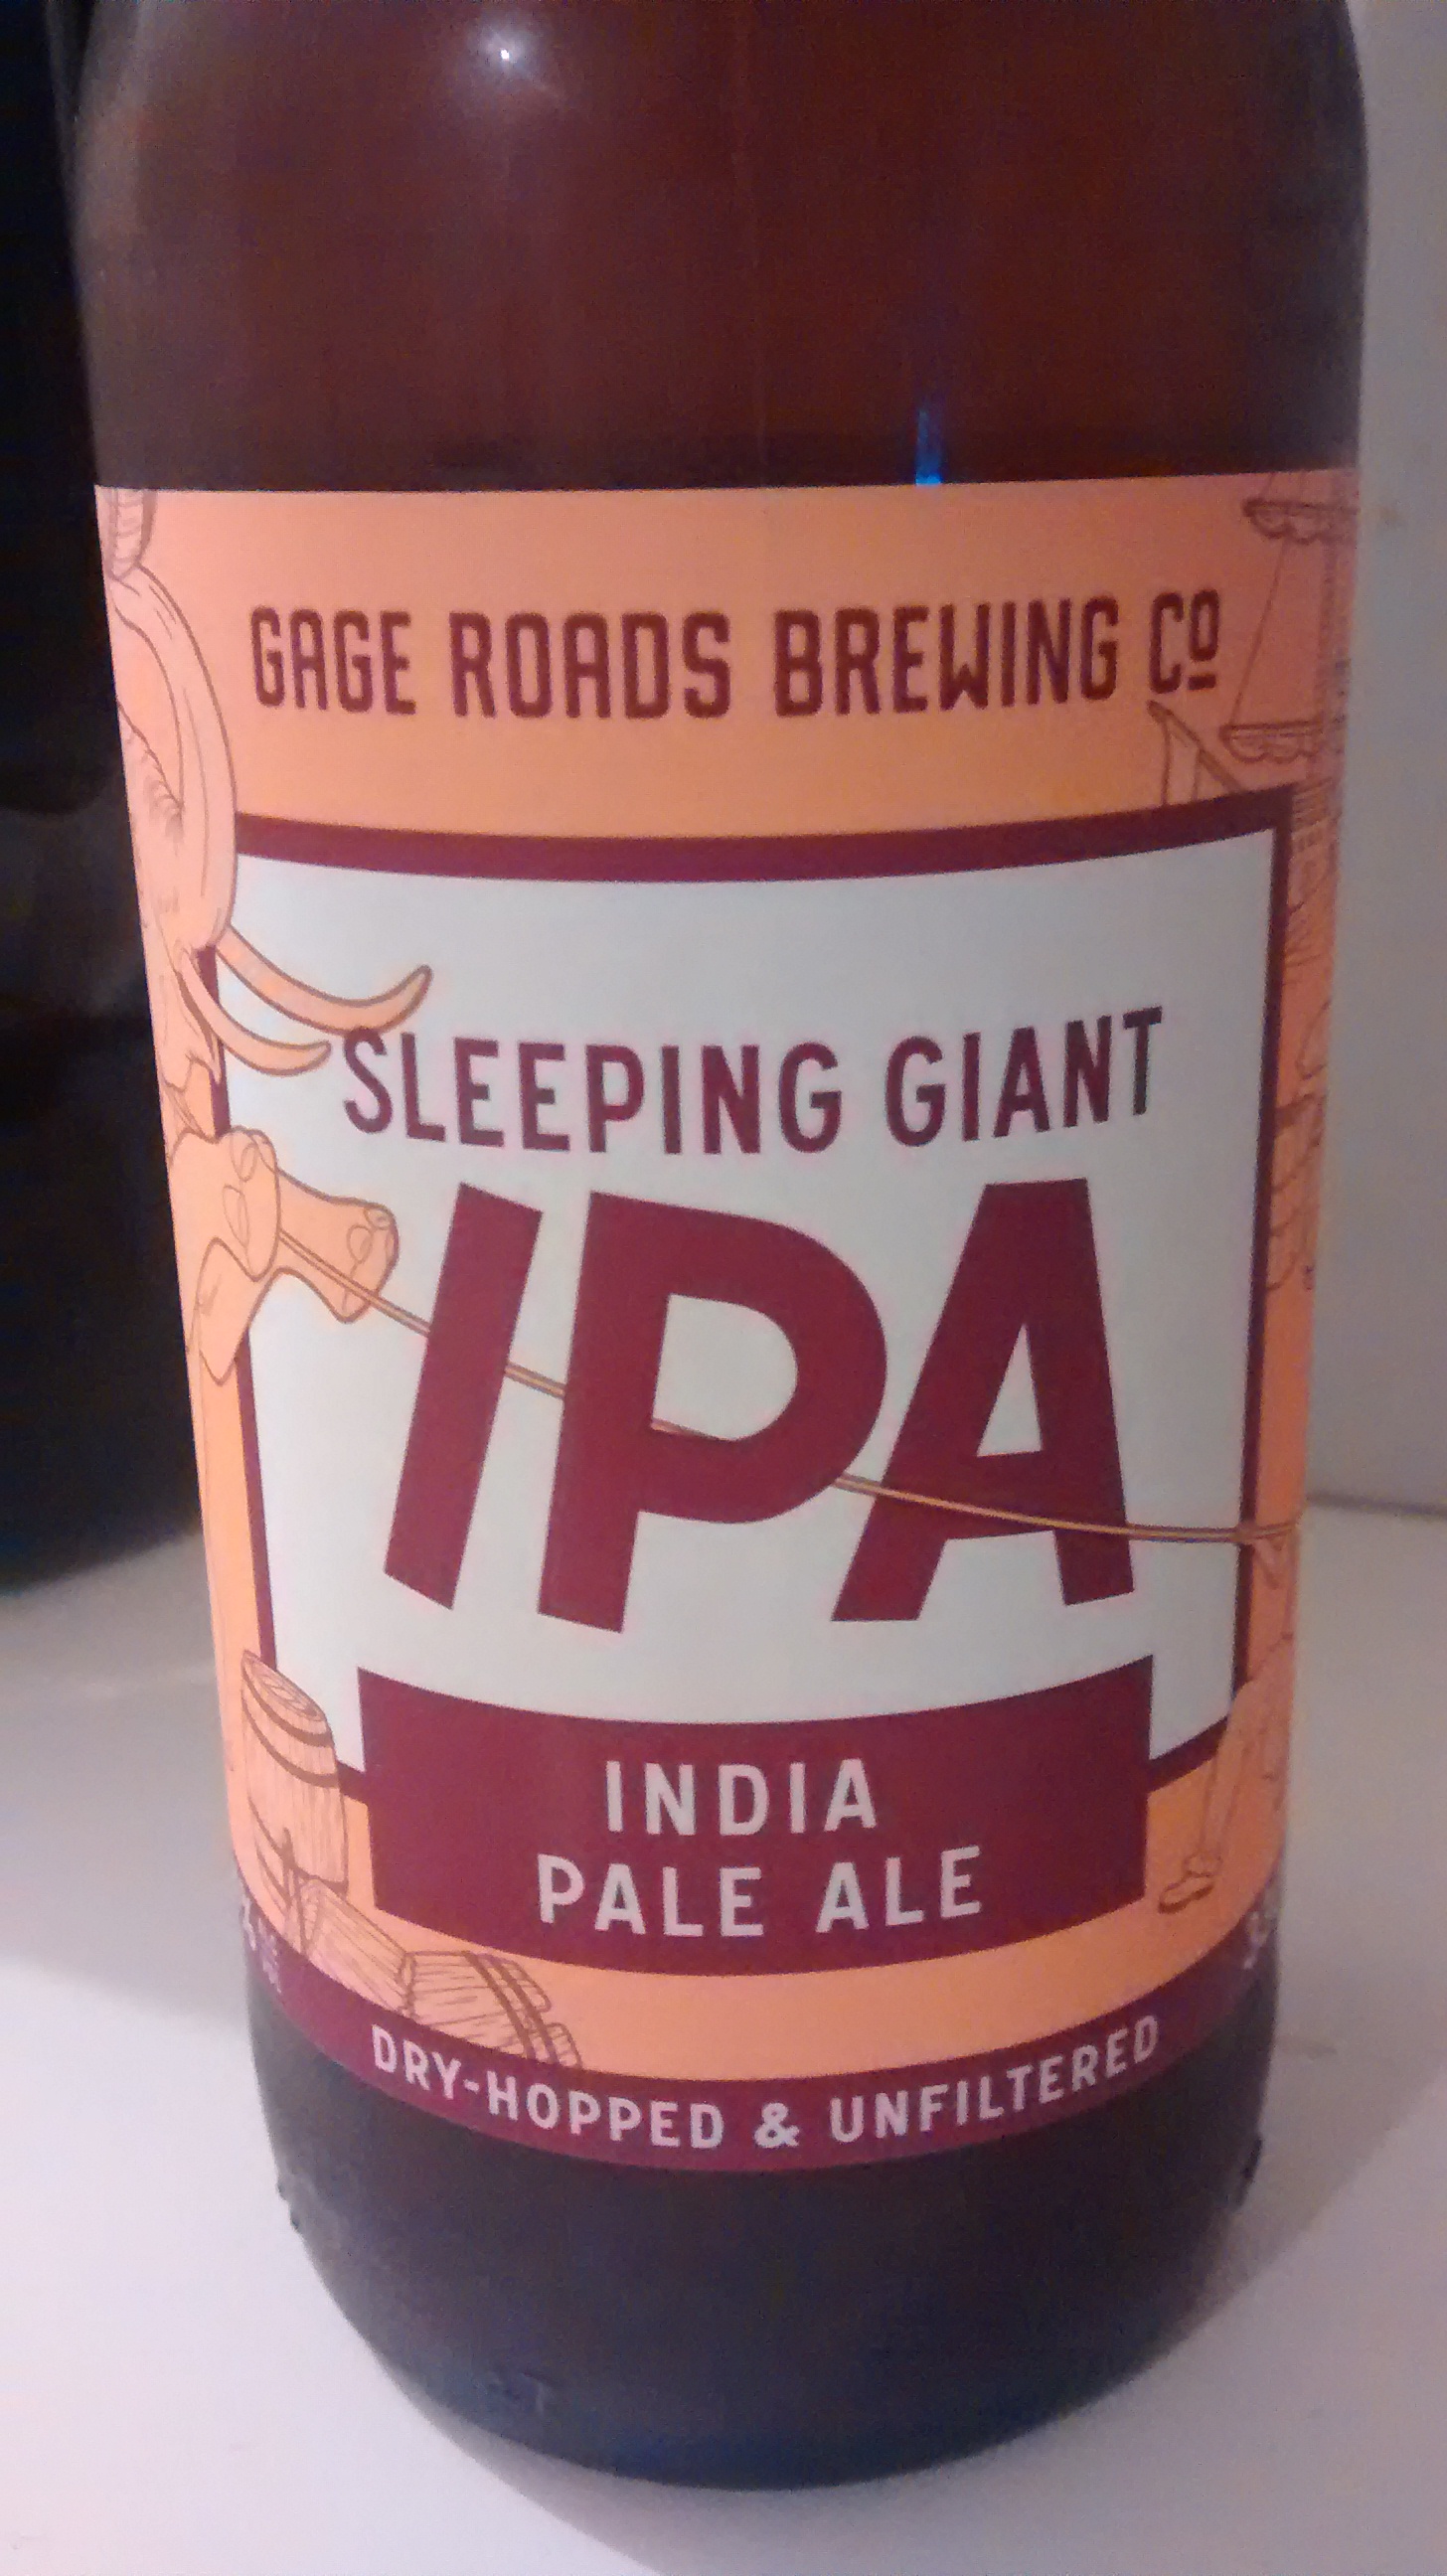 GAGE ROADS BREWING Co
SLEEPING GIANT
IPA
INDIA
PALE ALE
DRY-HOPPED & UNFILTERED